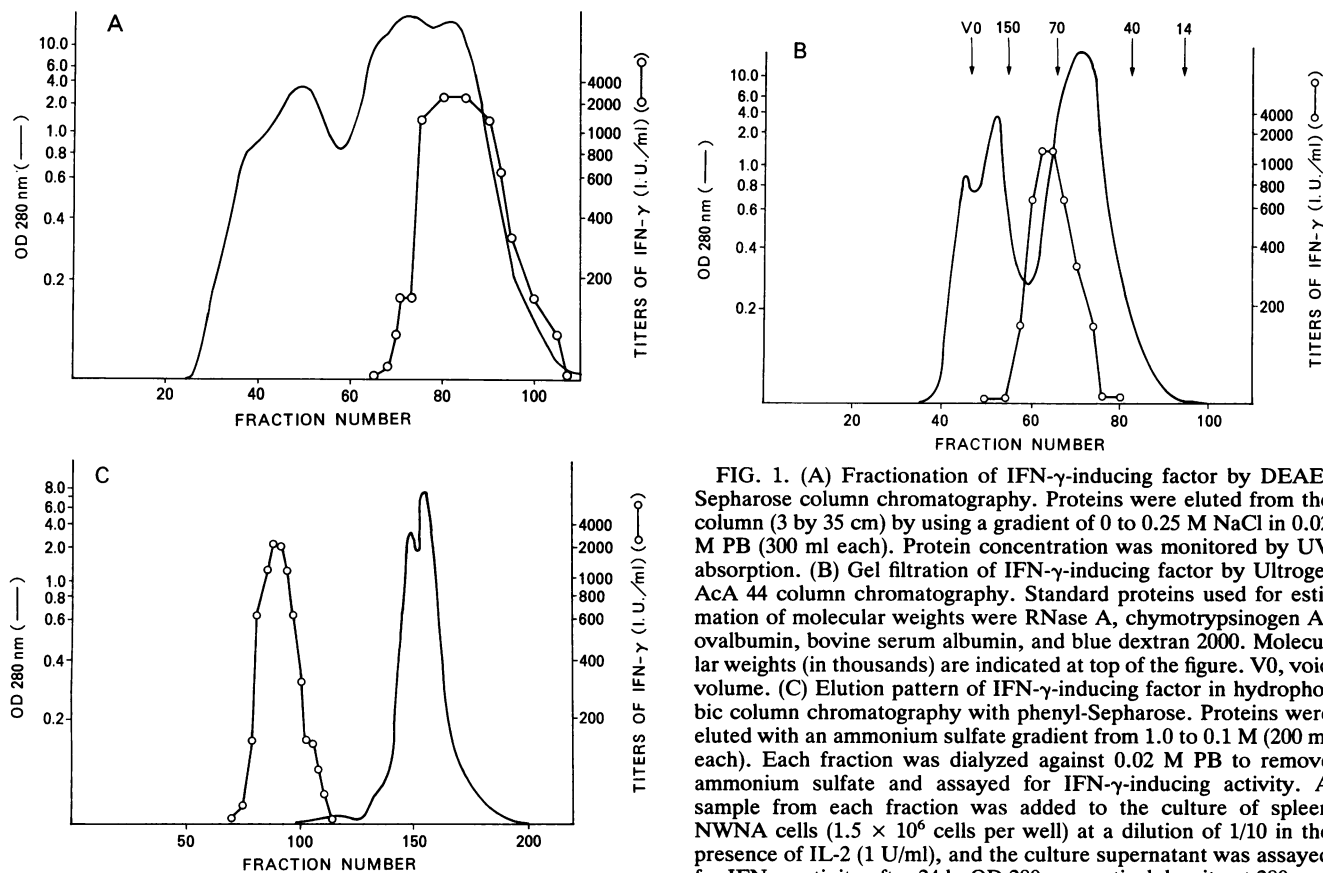 A
10.0
6.0
4.0
2.0
1.0
0.8
0.6
0.4
0.2
OD 280 nm (——)
4000
2000
1000
800
600
400
200
TITERS OF IFN-γ (I.U./ml) (o——o)
20 40 60 80 100
FRACTION NUMBER
B
V0 150 70 40 14
10.0
6.0
4.0
2.0
1.0
0.8
0.6
0.4
0.2
OD 280 nm (——)
4000
2000
1000
800
600
400
200
TITERS OF IFN-γ (I.U./ml) (o——o)
20 40 60 80 100
FRACTION NUMBER
C
8.0
6.0
4.0
2.0
1.0
0.8
0.6
0.4
0.2
OD 280 nm (——)
4000
2000
1000
800
600
400
200
TITERS OF IFN-γ (I.U./ml) (o——o)
50 100 150 200
FRACTION NUMBER
FIG. 1. (A) Fractionation of IFN-γ-inducing factor by DEAE-
Sepharose column chromatography. Proteins were eluted from the
column (3 by 35 cm) by using a gradient of 0 to 0.25 M NaCl in 0.02
M PB (300 ml each). Protein concentration was monitored by UV
absorption. (B) Gel filtration of IFN-γ-inducing factor by Ultrogel
AcA 44 column chromatography. Standard proteins used for esti-
mation of molecular weights were RNase A, chymotrypsinogen A,
ovalbumin, bovine serum albumin, and blue dextran 2000. Molecu-
lar weights (in thousands) are indicated at top of the figure. V0, void
volume. (C) Elution pattern of IFN-γ-inducing factor in hydropho-
bic column chromatography with phenyl-Sepharose. Proteins were
eluted with an ammonium sulfate gradient from 1.0 to 0.1 M (200 ml
each). Each fraction was dialyzed against 0.02 M PB to remove
ammonium sulfate and assayed for IFN-γ-inducing activity. A
sample from each fraction was added to the culture of spleen
NWNA cells (1.5 × 10⁶ cells per well) at a dilution of 1/10 in the
presence of IL-2 (1 U/ml), and the culture supernatant was assayed